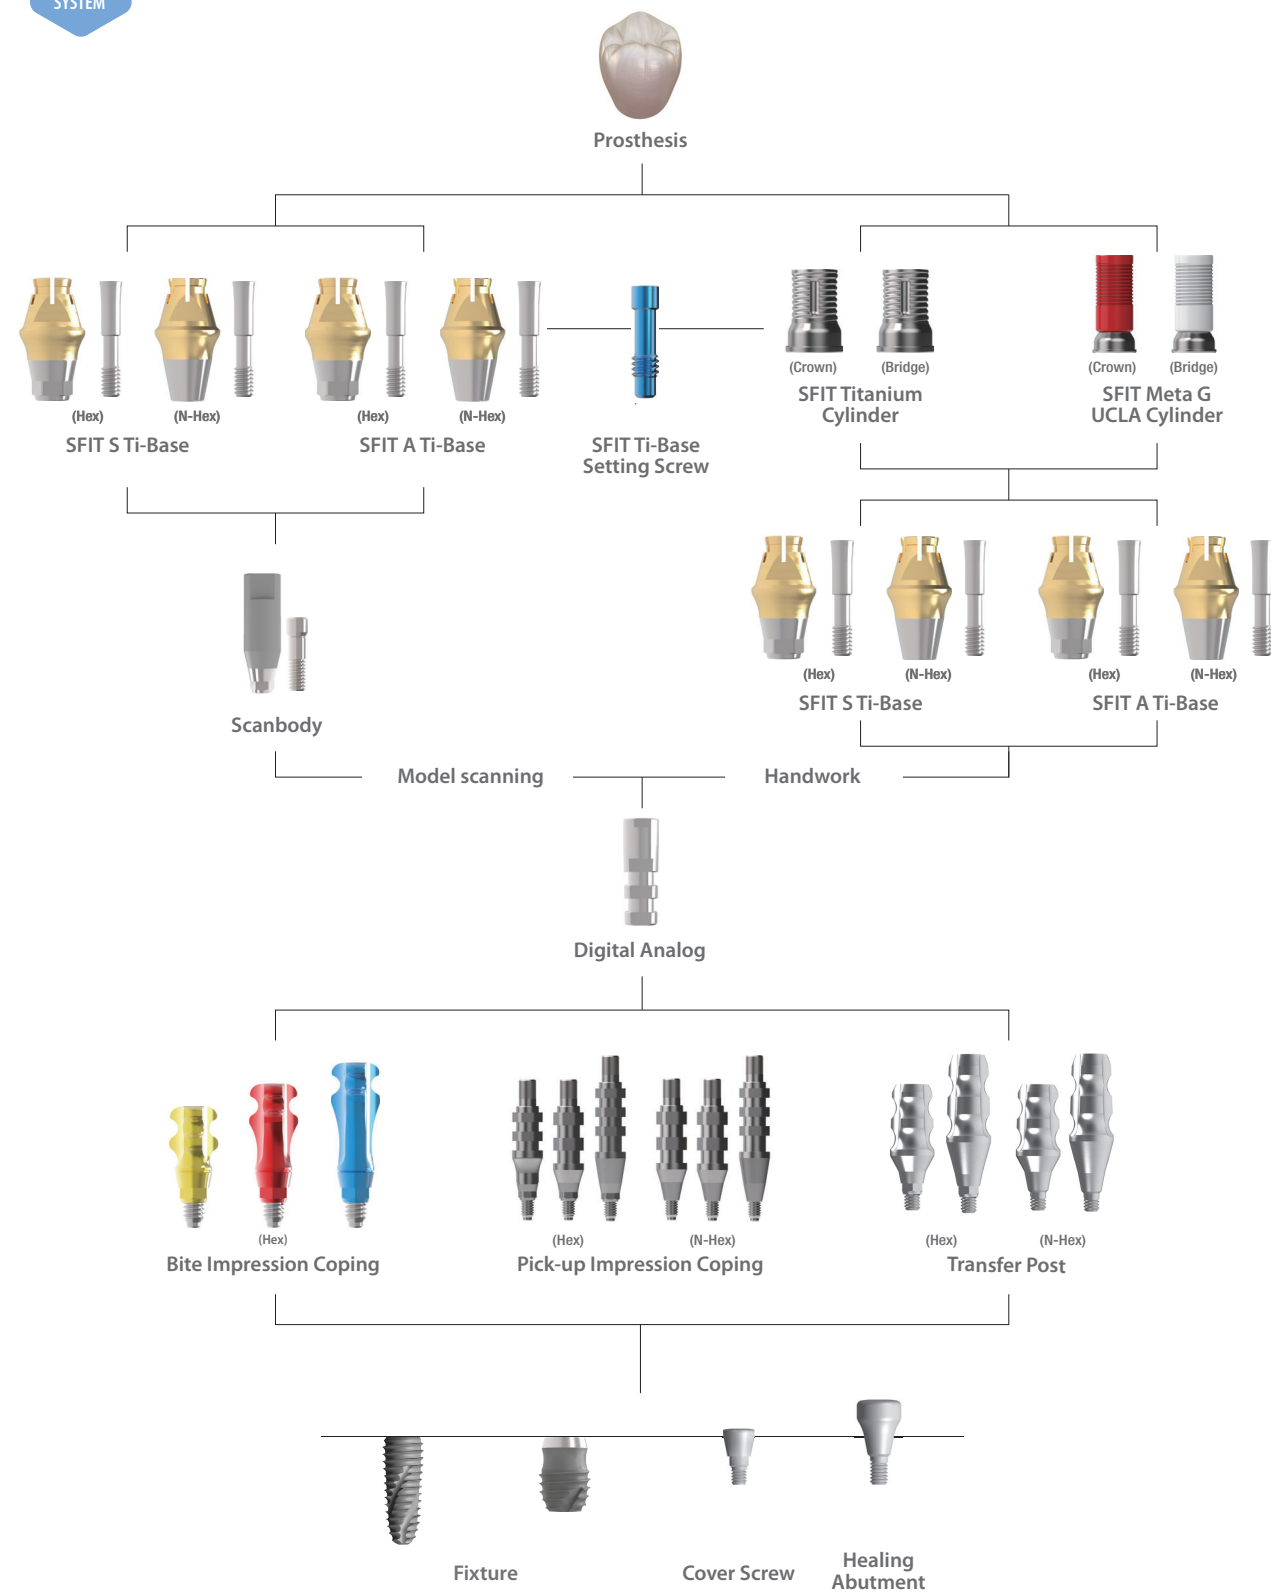 SYSTEM
Prosthesis
(Crown)
(Bridge)
(Crown)
(Bridge)
SFIT Titanium
Cylinder
SFIT Meta G
UCLA Cylinder
(Hex)
(N-Hex)
(Hex)
(N-Hex)
SFIT S Ti-Base
SFIT A Ti-Base
SFIT Ti-Base
Setting Screw
(Hex)
(N-Hex)
(Hex)
(N-Hex)
SFIT S Ti-Base
SFIT A Ti-Base
Scanbody
Model scanning
Handwork
Digital Analog
(Hex)
(Hex)
(N-Hex)
(Hex)
(N-Hex)
Bite Impression Coping
Pick-up Impression Coping
Transfer Post
Fixture
Cover Screw
Healing
Abutment